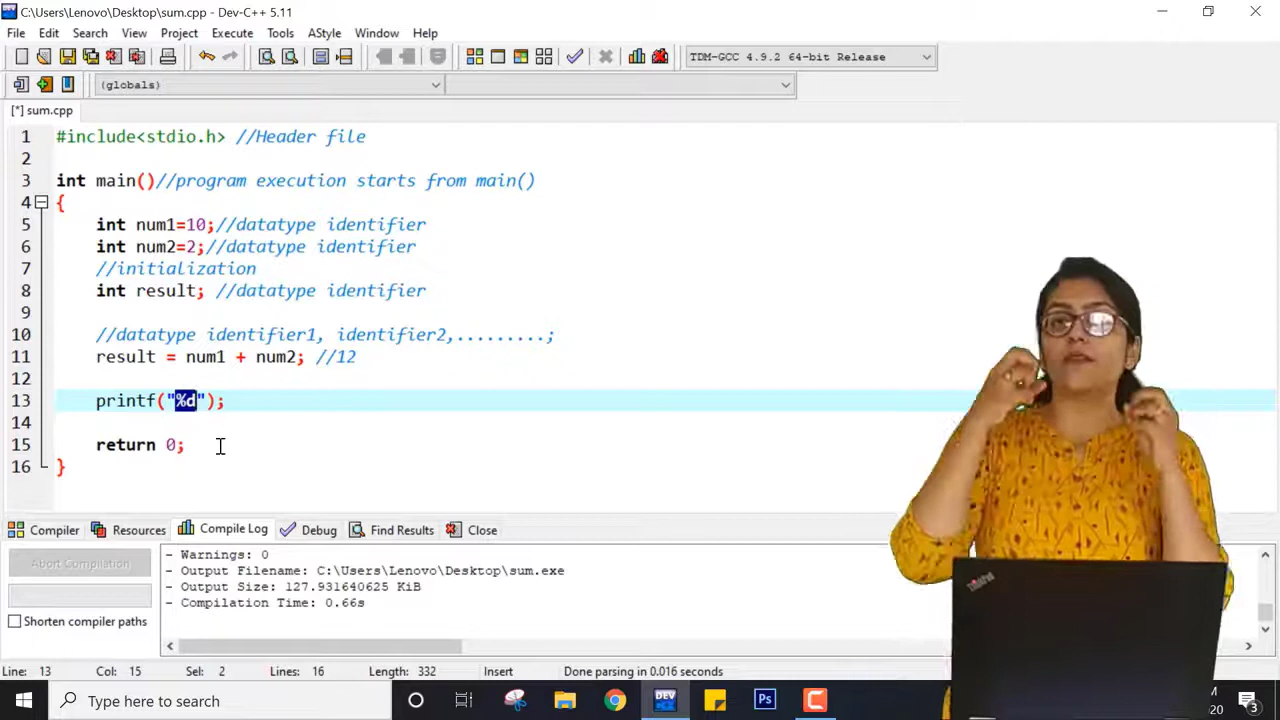 C:\Users\Lenovo\Desktop\sum.cpp - Dev-C++ 5.11
File Edit Search View Project Execute Tools AStyle Window Help
TDM-GCC 4.9.2 64-bit Release
(globals)
[*] sum.cpp
1 #include<stdio.h> //Header file
2
3 int main()//program execution starts from main()
4 {
5 int num1=10;//datatype identifier
6 int num2=2;//datatype identifier
7 //initialization
8 int result; //datatype identifier
9
10 //datatype identifier1, identifier2,.........;
11 result = num1 + num2; //12
12
13 printf("%d");
14
15 return 0;
16 }
Compiler Resources Compile Log Debug Find Results Close
Abort Compilation
Shorten compiler paths
- Warnings: 0
- Output Filename: C:\Users\Lenovo\Desktop\sum.exe
- Output Size: 127.931640625 KiB
- Compilation Time: 0.66s
ThinkPad
Line: 13 Col: 15 Sel: 2 Lines: 16 Length: 332 Insert Done parsing in 0.016 seconds
Type here to search
DEV
Ps
M
20
3